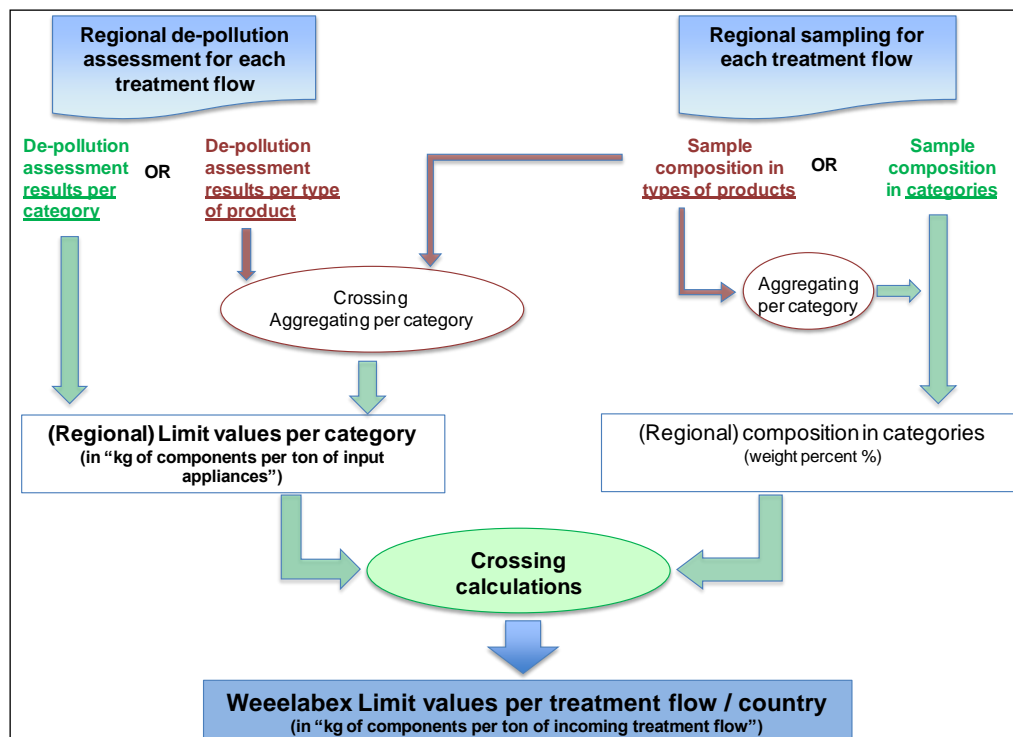 Regional de-pollution
assessment for each
treatment flow
Regional sampling for
each treatment flow
De-pollution
assessment
results per
category
OR
De-pollution
assessment
results per type
of product
Sample
composition in
types of products
OR
Sample
composition
in categories
Crossing
Aggregating per category
Aggregating
per category
(Regional) Limit values per category
(in “kg of components per ton of input
appliances”)
(Regional) composition in categories
(weight percent %)
Crossing
calculations
Weeelabex Limit values per treatment flow / country
(in “kg of components per ton of incoming treatment flow”)